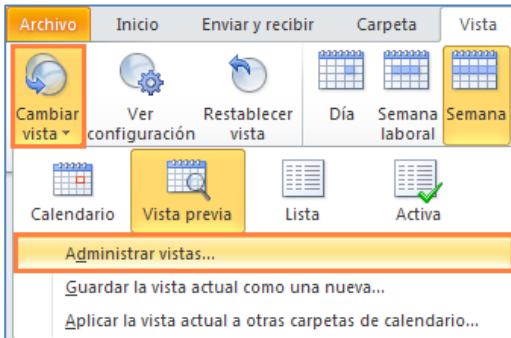 Archivo Inicio Enviar y recibir Carpeta Vista
Cambiar vista Ver configuración Restablecer vista Día Semana laboral Semana
Calendario Vista previa Lista Activa
Administrar vistas...
Guardar la vista actual como una nueva...
Aplicar la vista actual a otras carpetas de calendario...